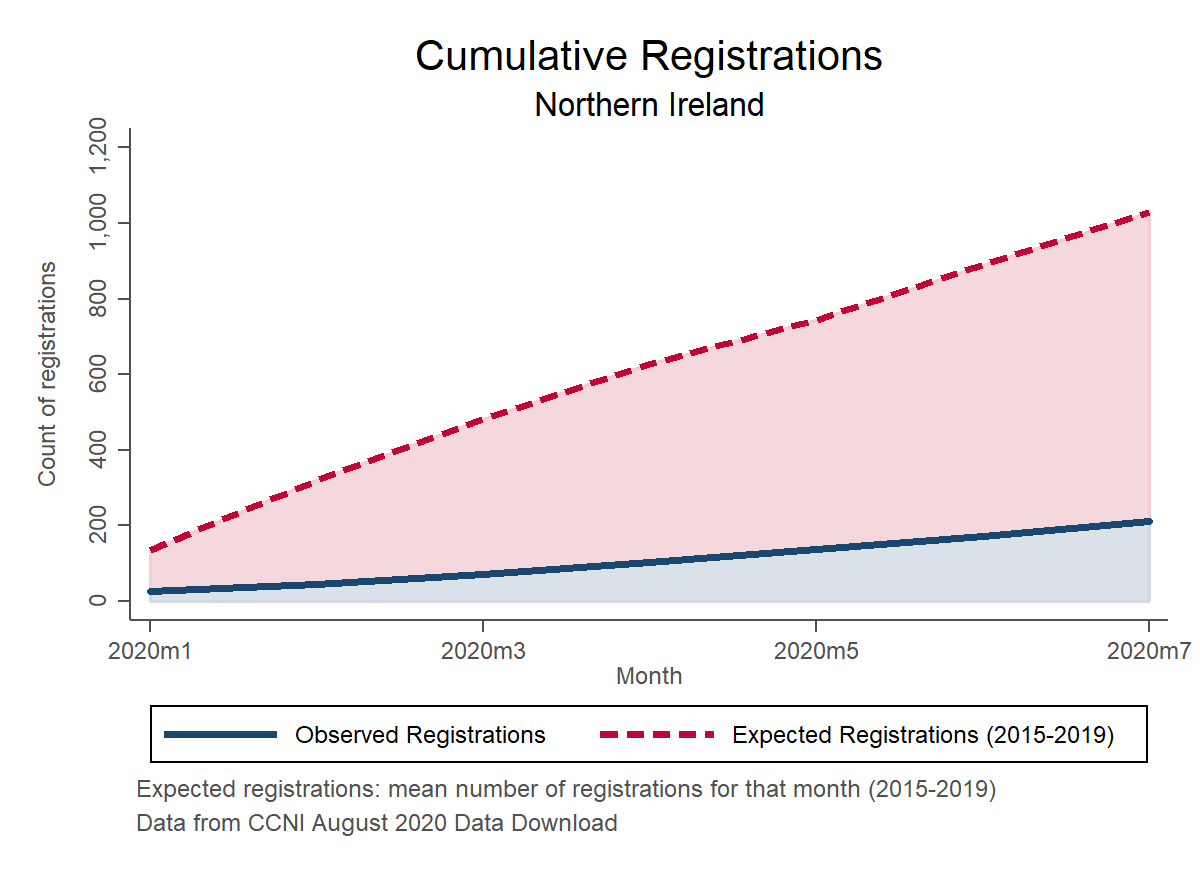 Cumulative Registrations
Northern Ireland
Count of registrations
1,200
1,000
800
600
400
200
0
2020m1 2020m3 2020m5 2020m7
Month
Observed Registrations Expected Registrations (2015-2019)
Expected registrations: mean number of registrations for that month (2015-2019)
Data from CCNI August 2020 Data Download